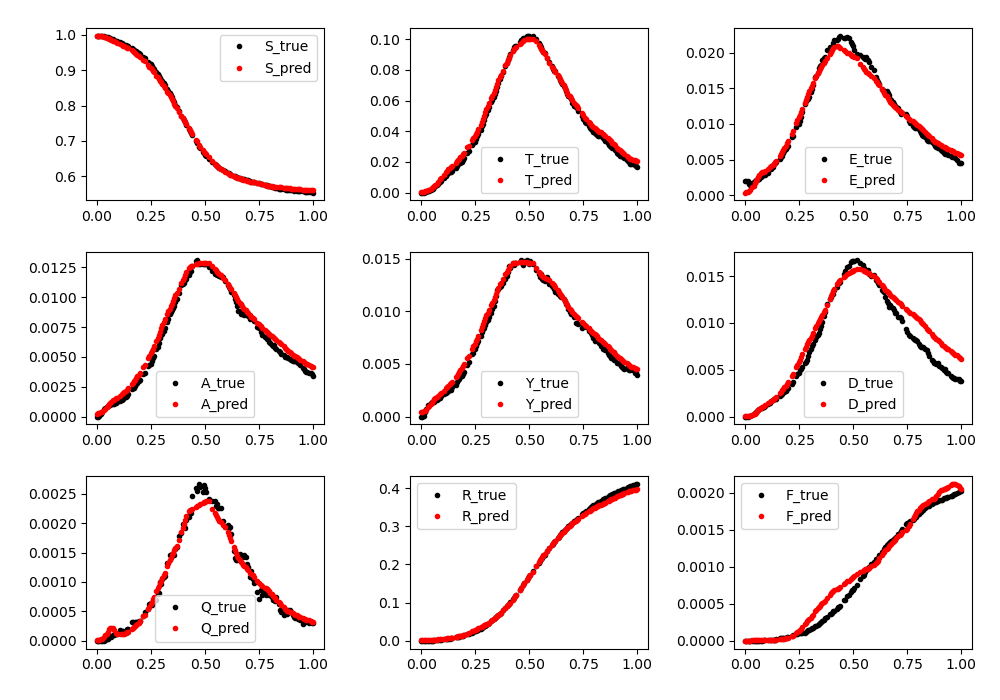 1.0
0.9
0.8
0.7
0.6
0.00 0.25 0.50 0.75 1.00
S_true
S_pred
0.10
0.08
0.06
0.04
0.02
0.00
0.00 0.25 0.50 0.75 1.00
T_true
T_pred
0.020
0.015
0.010
0.005
0.000
0.00 0.25 0.50 0.75 1.00
E_true
E_pred
0.0125
0.0100
0.0075
0.0050
0.0025
0.0000
0.00 0.25 0.50 0.75 1.00
A_true
A_pred
0.015
0.010
0.005
0.000
0.00 0.25 0.50 0.75 1.00
Y_true
Y_pred
0.015
0.010
0.005
0.000
0.00 0.25 0.50 0.75 1.00
D_true
D_pred
0.0025
0.0020
0.0015
0.0010
0.0005
0.0000
0.00 0.25 0.50 0.75 1.00
Q_true
Q_pred
0.4
0.3
0.2
0.1
0.0
0.00 0.25 0.50 0.75 1.00
R_true
R_pred
0.0020
0.0015
0.0010
0.0005
0.0000
0.00 0.25 0.50 0.75 1.00
F_true
F_pred